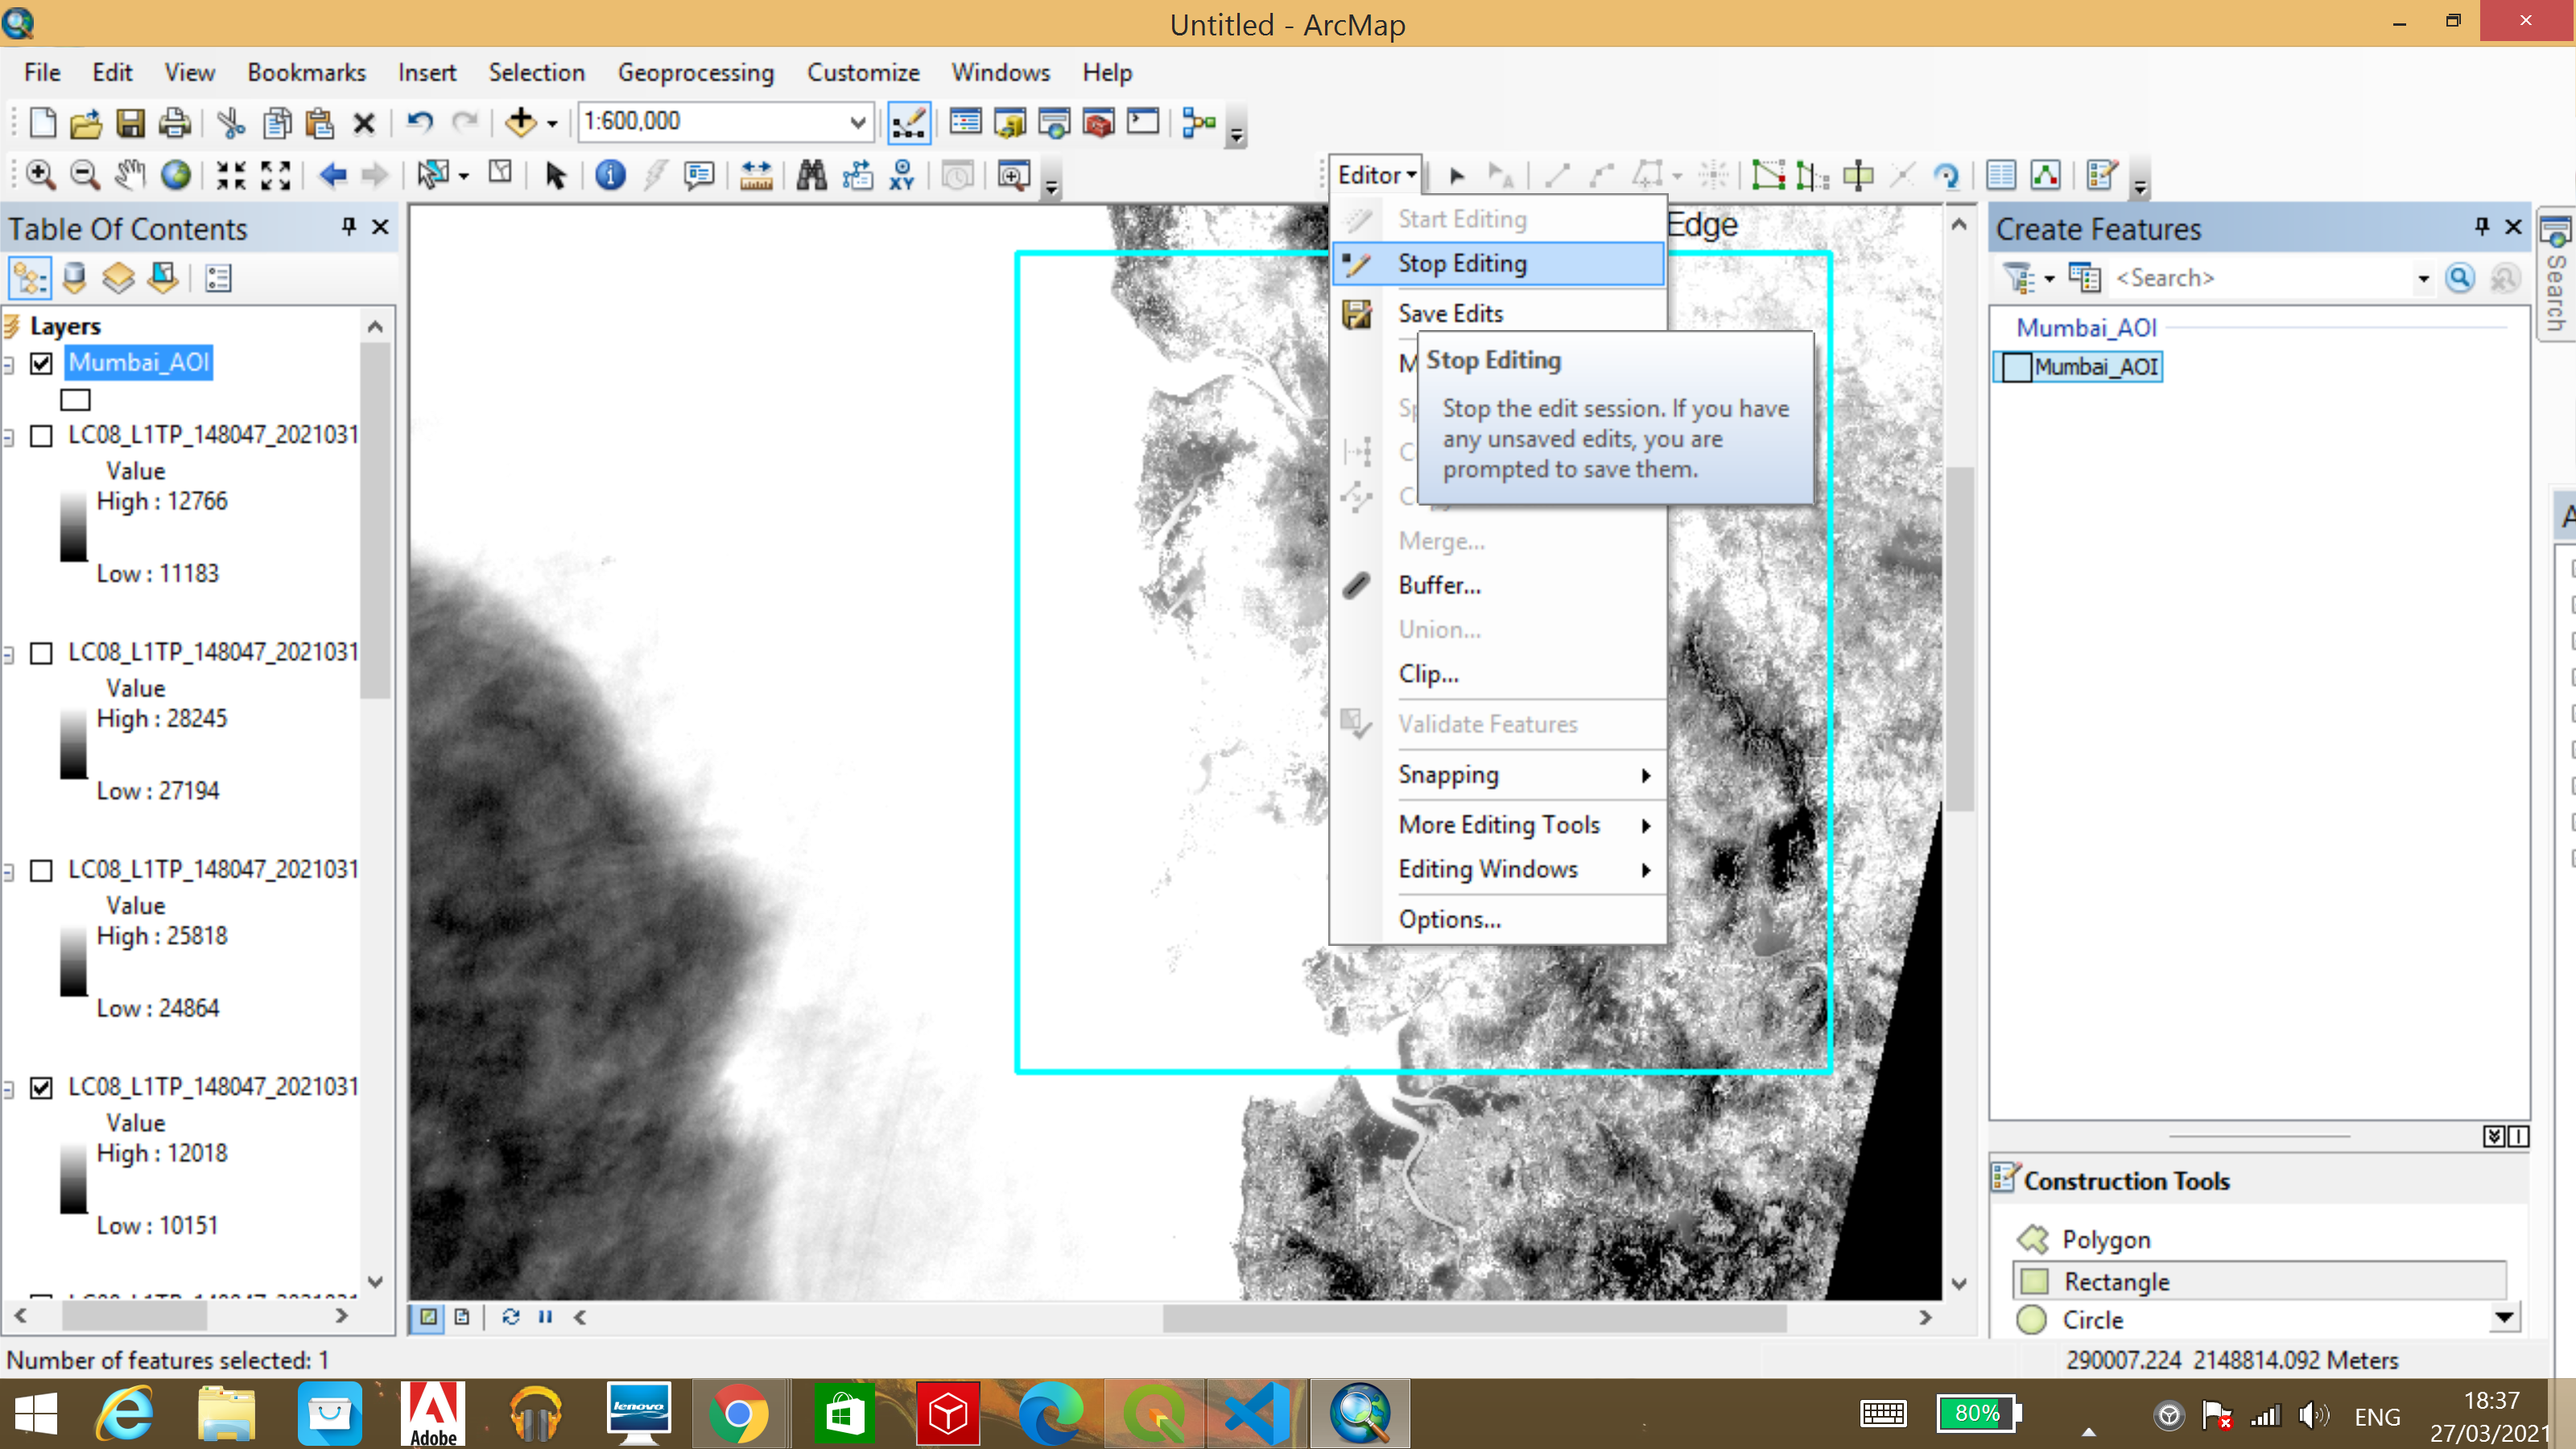 Untitled - ArcMap
File Edit View Bookmarks Insert Selection Geoprocessing Customize Windows Help
1:600,000
Editor
Table Of Contents
Layers
Mumbai_AOI
LC08_L1TP_148047_2021031
Value
High : 12766
Low : 11183
LC08_L1TP_148047_2021031
Value
High : 28245
Low : 27194
LC08_L1TP_148047_2021031
Value
High : 25818
Low : 24864
LC08_L1TP_148047_2021031
Value
High : 12018
Low : 10151
Edge
Start Editing
Stop Editing
Save Edits
Stop Editing
Stop the edit session. If you have
any unsaved edits, you are
prompted to save them.
Merge...
Buffer...
Union...
Clip...
Validate Features
Snapping
More Editing Tools
Editing Windows
Options...
Create Features
<Search>
Mumbai_AOI
Mumbai_AOI
Search
Construction Tools
Polygon
Rectangle
Circle
Number of features selected: 1
290007.224 2148814.092 Meters
Adobe
lenovo
80%
ENG
18:37
27/03/2021